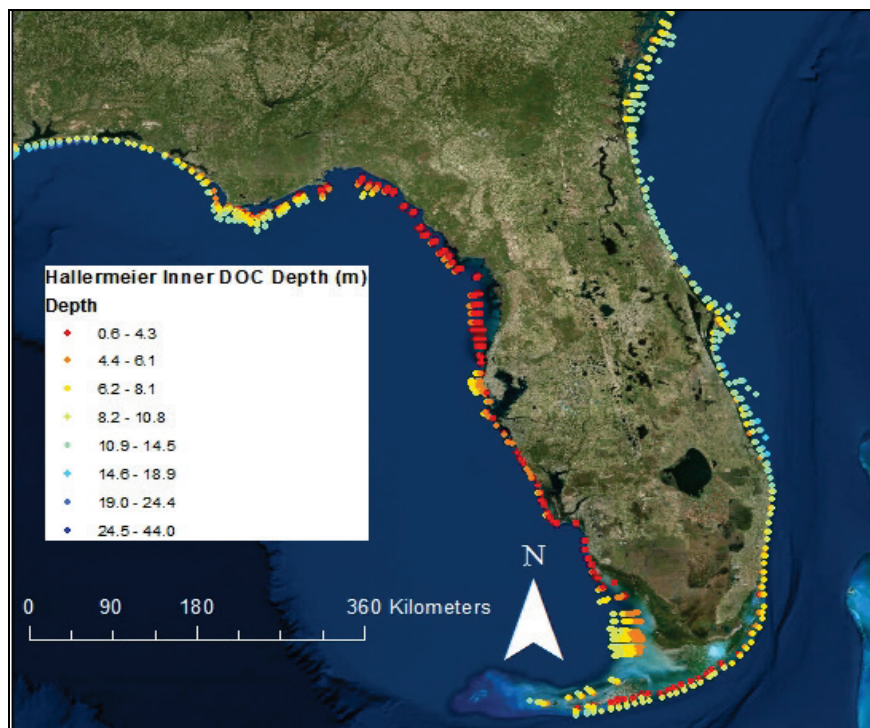 Hallermeier Inner DOC Depth (m)
Depth
0.6 - 4.3
4.4 - 6.1
6.2 - 8.1
8.2 - 10.8
10.9 - 14.5
14.6 - 18.9
19.0 - 24.4
24.5 - 44.0
N
0 90 180 360 Kilometers